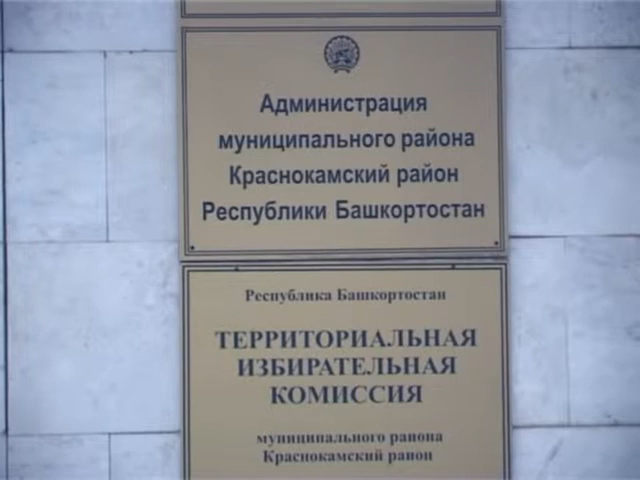 Администрация
муниципального района
Краснокамский район
Республики Башкортостан
Республика Башкортостан
ТЕРРИТОРИАЛЬНАЯ
ИЗБИРАТЕЛЬНАЯ
КОМИССИЯ
муниципального района
Краснокамский район